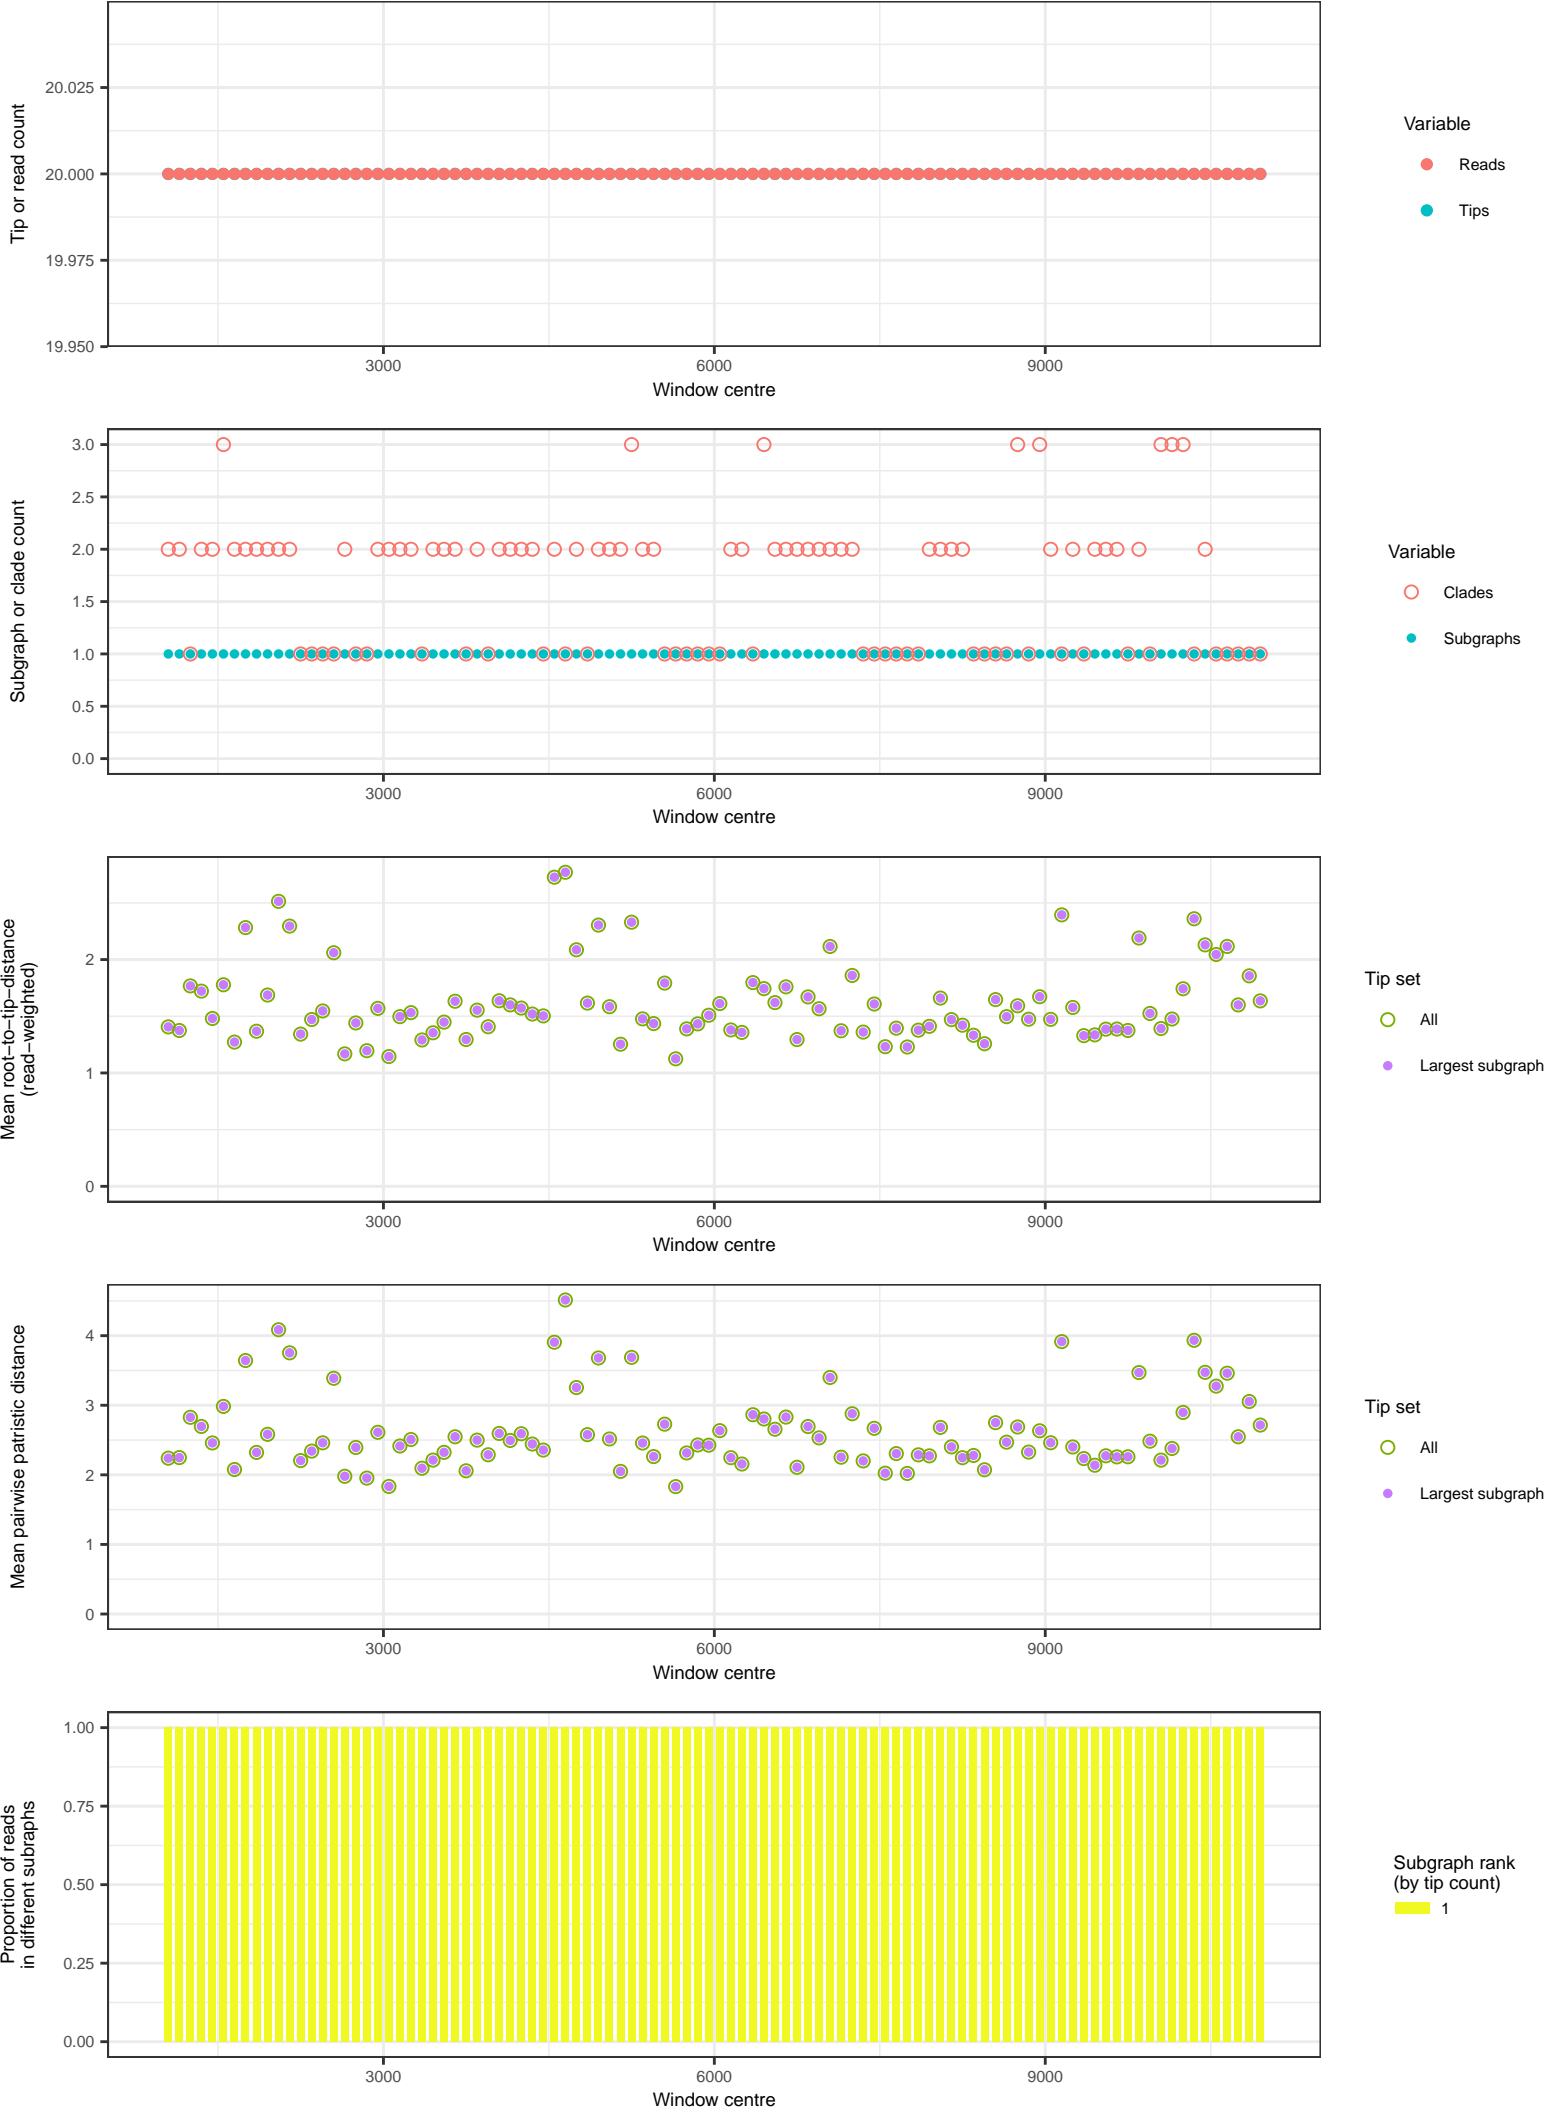 Tip or read count
20.025
20.000
19.975
19.950
3000
6000
9000
Window centre
Variable
Reads
Tips
Subgraph or clade count
3.0
2.5
2.0
1.5
1.0
0.5
0.0
3000
6000
9000
Window centre
Variable
Clades
Subgraphs
Mean root−to−tip−distance
(read−weighted)
2
1
0
3000
6000
9000
Window centre
Tip set
All
Largest subgraph
Mean pairwise patristic distance
4
3
2
1
0
3000
6000
9000
Window centre
Tip set
All
Largest subgraph
Proportion of reads
in different subraphs
1.00
0.75
0.50
0.25
0.00
3000
6000
9000
Window centre
Subgraph rank
(by tip count)
1